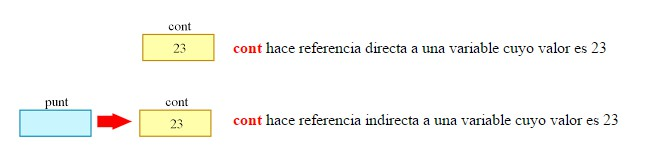 cont
23
cont hace referencia directa a una variable cuyo valor es 23
punt
cont
23
cont hace referencia indirecta a una variable cuyo valor es 23